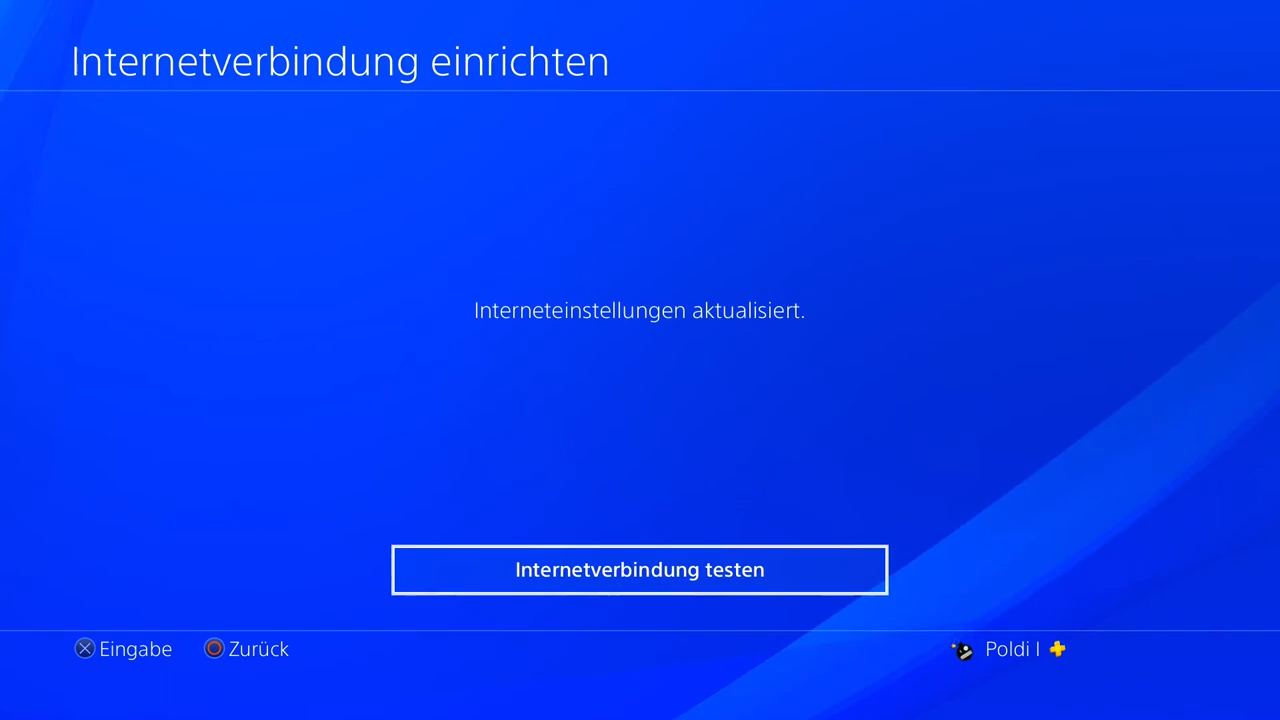 Internetverbindung einrichten
Interneteinstellungen aktualisiert.
Internetverbindung testen
Eingabe Zurück Poldi I